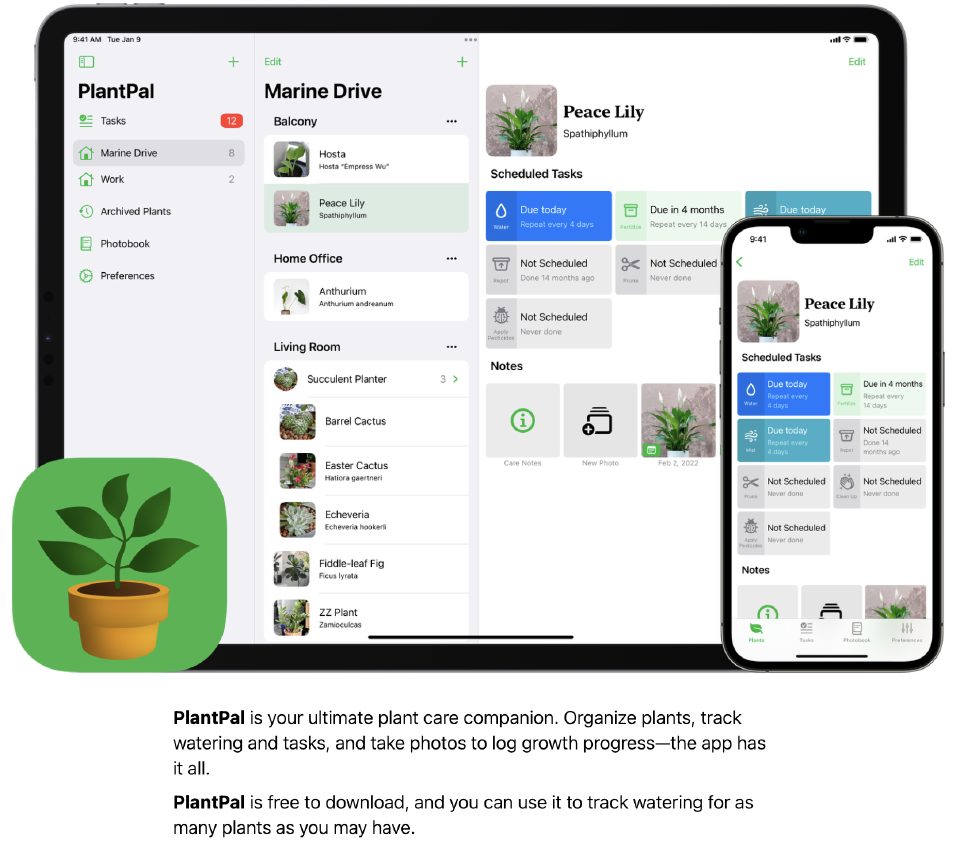 9:41 AM Tue Jan 9
PlantPal
Tasks 12
Marine Drive 8
Work 2
Archived Plants
Photobook
Preferences
Edit
Marine Drive
Balcony
Hosta
Hosta "Empress Wu"
Peace Lily
Spathiphyllum
Home Office
Anthurium
Anthurium andreanum
Living Room
Succulent Planter 3
Barrel Cactus
Easter Cactus
Hatiora gaertneri
Echeveria
Echeveria hookerli
Fiddle-leaf Fig
Ficus lyrata
ZZ Plant
Zamioculcas
Edit
Peace Lily
Spathiphyllum
Scheduled Tasks
Water
Due today
Repeat every 4 days
Fertilize
Due in 4 months
Repeat every 14 days
Due today
Repot
Not Scheduled
Done 14 months ago
Prune
Not Scheduled
Never done
Apply
Pesticides
Not Scheduled
Never done
Notes
Care Notes
New Photo
Feb 2, 2022
9:41
Edit
Peace Lily
Spathiphyllum
Scheduled Tasks
Water
Due today
Repeat every
4 days
Fertilize
Due in 4 months
Repeat every
14 days
Mist
Due today
Repeat every
4 days
Repot
Not Scheduled
Done 14
months ago
Prune
Not Scheduled
Never done
Clean Up
Not Scheduled
Never done
Apply
Pesticides
Not Scheduled
Never done
Notes
Plants
Tasks
Photobook
Preferences
PlantPal is your ultimate plant care companion. Organize plants, track
watering and tasks, and take photos to log growth progress—the app has
it all.
PlantPal is free to download, and you can use it to track watering for as
many plants as you may have.